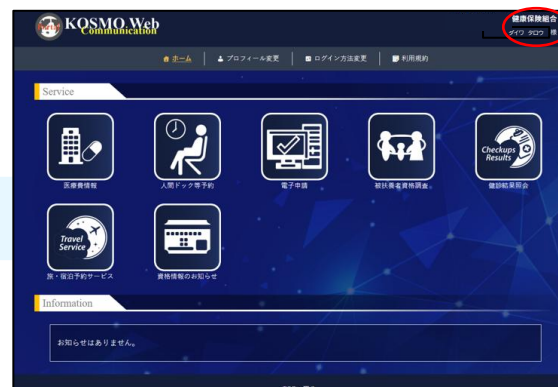 KOSMO Web
Communication
健康保険組合
ダイワ タロウ 様
ホーム
プロフィール変更
ログイン方法変更
利用規約
Service
医療費情報
人間ドック等予約
電子申請
被扶養者資格調査
Checkups
Results
健診結果照会
Travel
Service
旅・宿泊予約サービス
資格情報のお知らせ
Information
お知らせはありません。